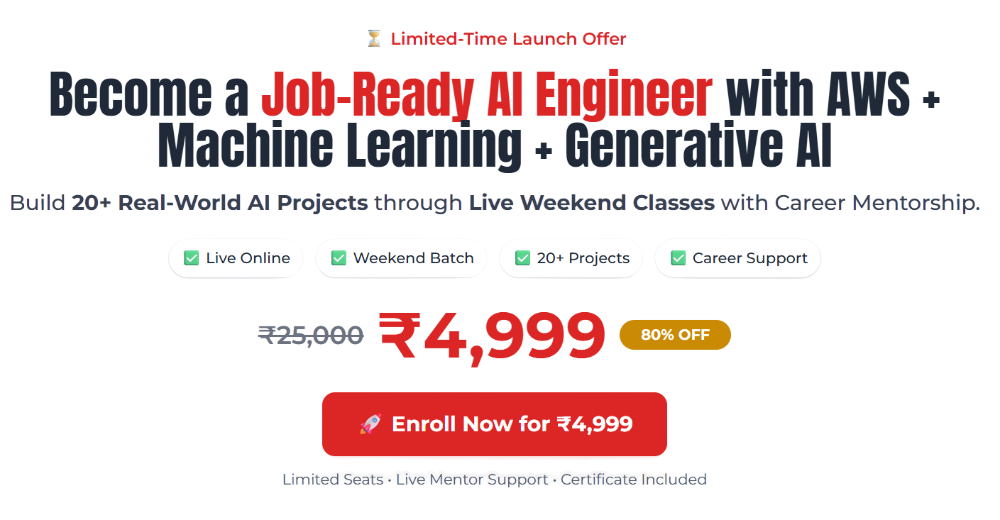 ⏳ Limited-Time Launch Offer
Become a Job-Ready AI Engineer with AWS +
Machine Learning + Generative AI
Build 20+ Real-World AI Projects through Live Weekend Classes with Career Mentorship.
✅ Live Online ✅ Weekend Batch ✅ 20+ Projects ✅ Career Support
₹25,000 ₹4,999 80% OFF
🚀 Enroll Now for ₹4,999
Limited Seats • Live Mentor Support • Certificate Included